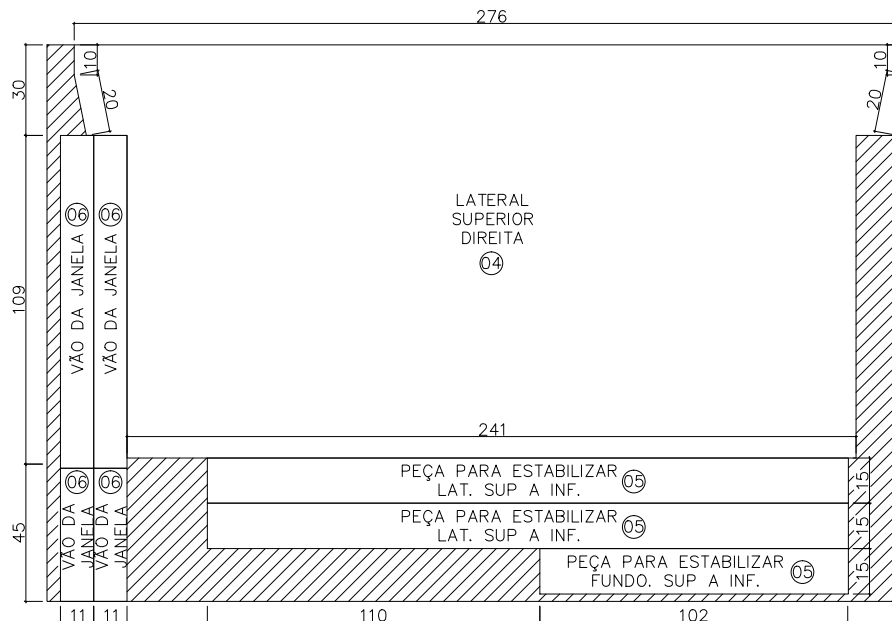 276
10
10
30
20
20
LATERAL
SUPERIOR
DIREITA
04
VÃO DA JANELA 06
VÃO DA JANELA 06
109
241
PEÇA PARA ESTABILIZAR
LAT. SUP A INF.
05
15
PEÇA PARA ESTABILIZAR
LAT. SUP A INF.
05
15
PEÇA PARA ESTABILIZAR
FUNDO. SUP A INF.
05
15
VÃO DA
JANELA
06
VÃO DA
JANELA
06
45
11
11
110
102